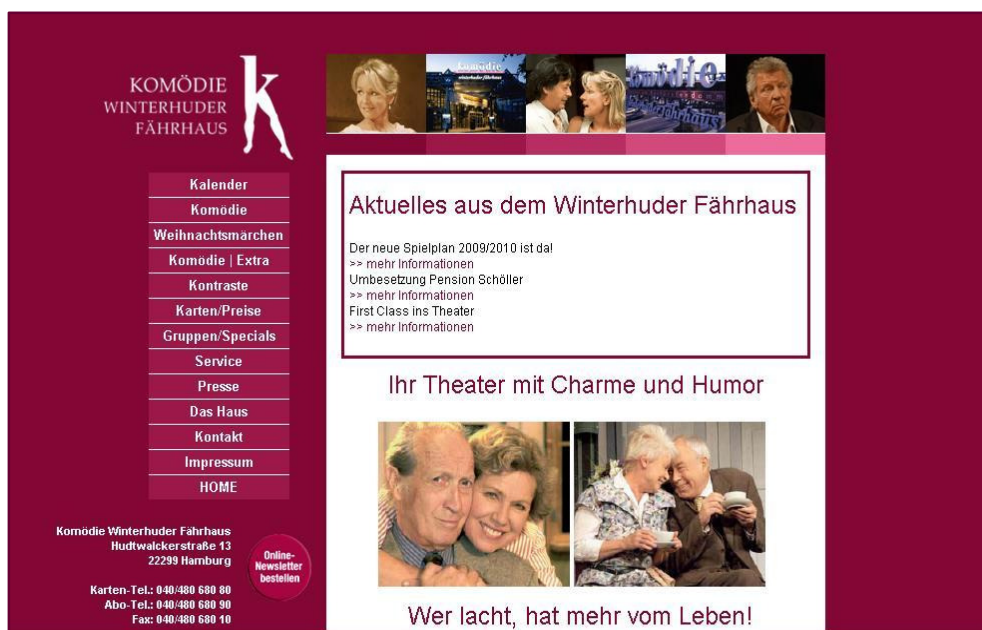 KOMÖDIE
WINTERHUDER
FÄHRHAUS
Komödie
winterhuder fährhaus
Komödie
Kalender
Komödie
Weihnachtsmärchen
Komödie | Extra
Kontraste
Karten/Preise
Gruppen/Specials
Service
Presse
Das Haus
Kontakt
Impressum
HOME
Komödie Winterhuder Fährhaus
Hudtwalckerstraße 13
22299 Hamburg
Karten-Tel.: 040/480 680 80
Abo-Tel.: 040/480 680 90
Fax: 040/480 680 10
Online-
Newsletter
bestellen
Aktuelles aus dem Winterhuder Fährhaus
Der neue Spielplan 2009/2010 ist da!
>> mehr Informationen
Umbesetzung Pension Schöller
>> mehr Informationen
First Class ins Theater
>> mehr Informationen
Ihr Theater mit Charme und Humor
Wer lacht, hat mehr vom Leben!